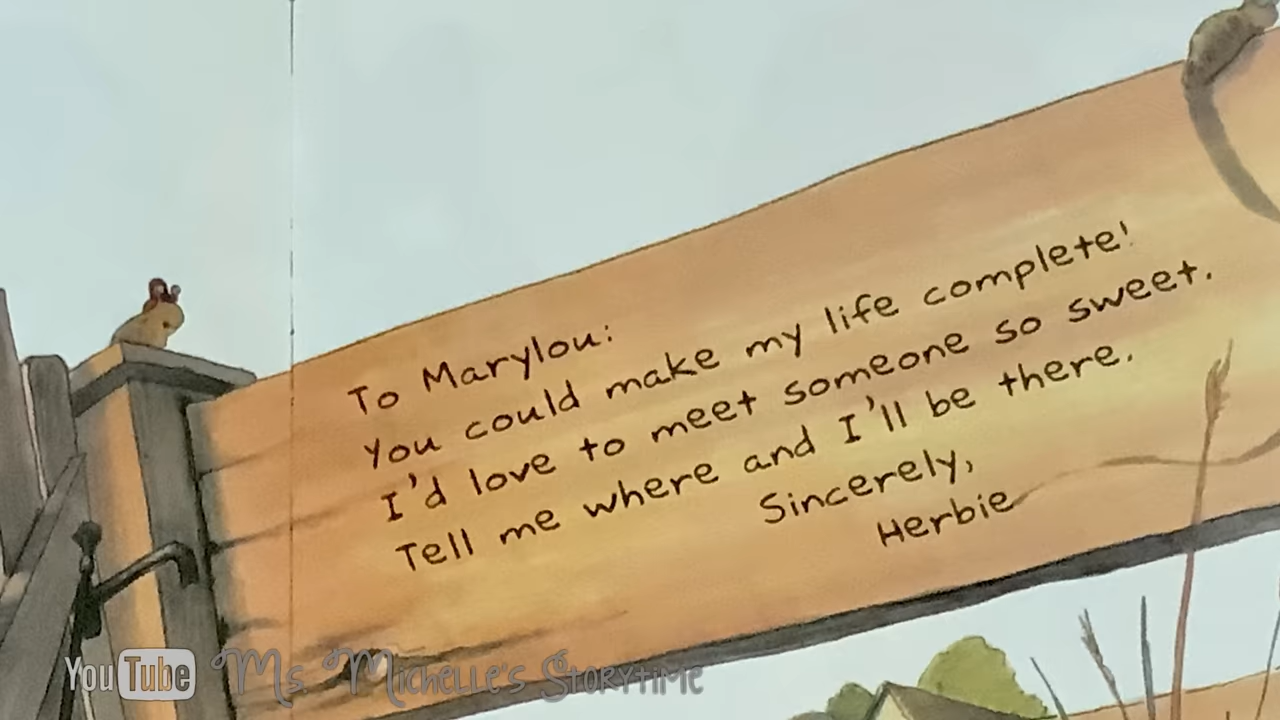 To Marylou:
You could make my life complete!
I'd love to meet someone so sweet.
Tell me where and I'll be there.
Sincerely,
Herbie
YouTube Ms. Michelle's Storytime